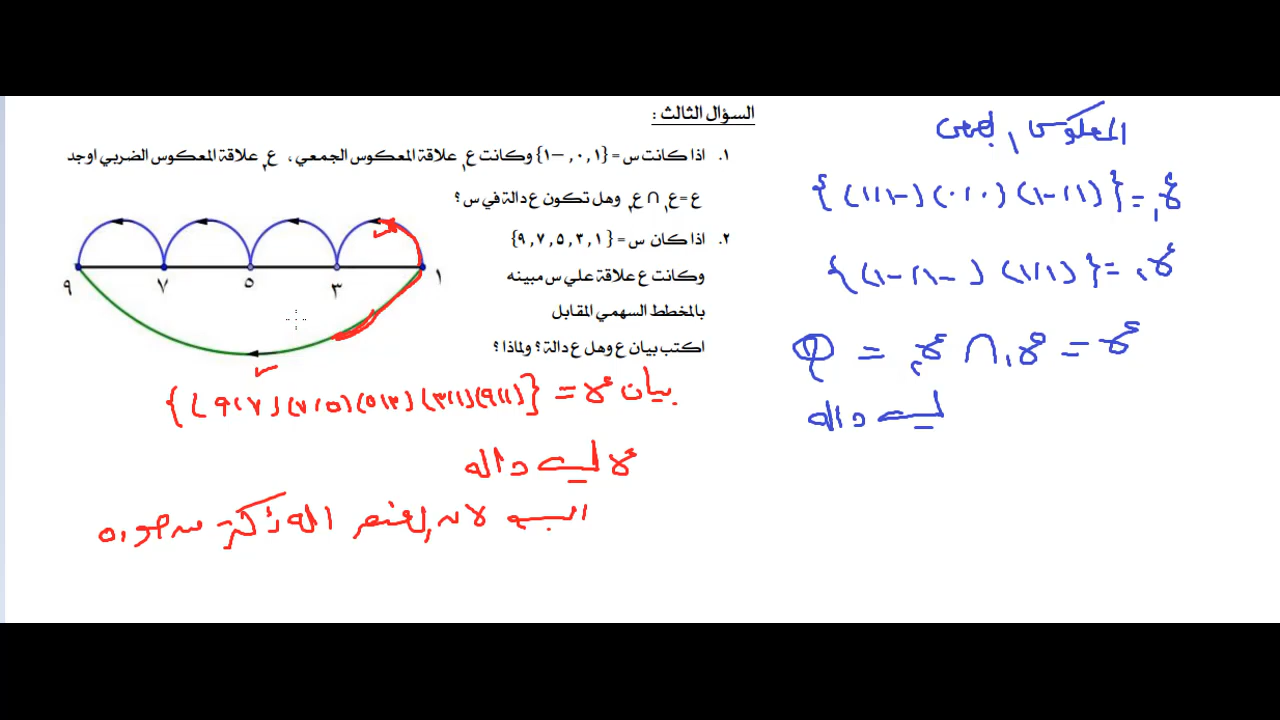 السؤال الثالث :
١. اذا كانت س = {١ , ٠ , –١} وكانت ع١ علاقة المعكوس الجمعي ، ع٢ علاقة المعكوس الضربي اوجد
ع = ع١ ∩ ع٢ وهل تكون ع دالة في س ؟
٢. اذا كان س = {١ , ٣ , ٥ , ٧ , ٩}
وكانت ع علاقة علي س مبينه
بالمخطط السهمي المقابل
اكتب بيان ع وهل ع دالة ؟ ولماذا ؟
٩ ٧ ٥ ٣ ١
بيان ع = {(١،٩)(١،٣)(٣،٥)(٥،٧)(٧،٩)}
ع ليست داله
السبب لان العنصر
المعكوس الجمعي
ع١ = {(١،-١)(٠،٠)(-١،١)}
ع٢ = {(١،١)(-١،-١)}
ع = ع١ ∩ ع٢ = φ
ليست داله